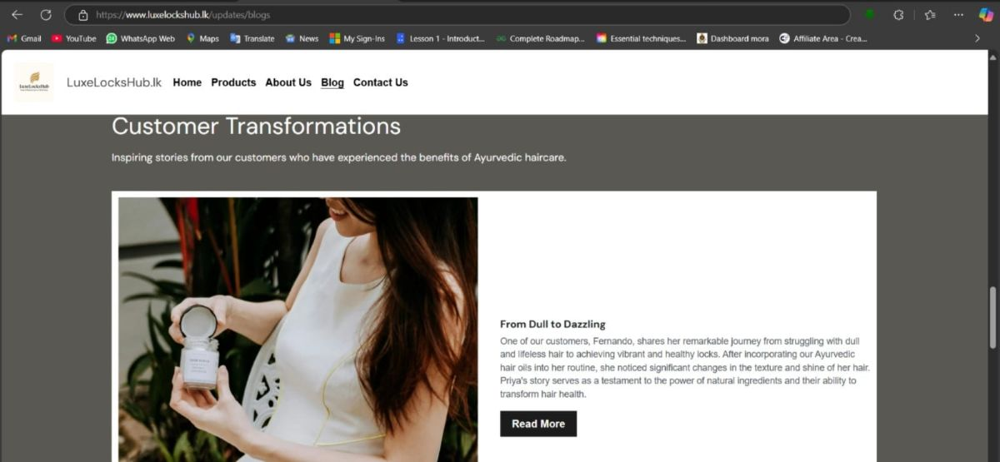 https://www.luxelockshub.lk/updates/blogs
Gmail YouTube WhatsApp Web Maps Translate News My Sign-Ins Lesson 1 - Introduct... Complete Roadmap... Essential techniques... Dashboard mora Affiliate Area - Crea...
LuxeLocksHub
LuxeLocksHub.lk Home Products About Us Blog Contact Us
Customer Transformations
Inspiring stories from our customers who have experienced the benefits of Ayurvedic haircare.
From Dull to Dazzling
One of our customers, Fernando, shares her remarkable journey from struggling with dull
and lifeless hair to achieving vibrant and healthy locks. After incorporating our Ayurvedic
hair oils into her routine, she noticed significant changes in the texture and shine of her hair.
Priya's story serves as a testament to the power of natural ingredients and their ability to
transform hair health.
Read More